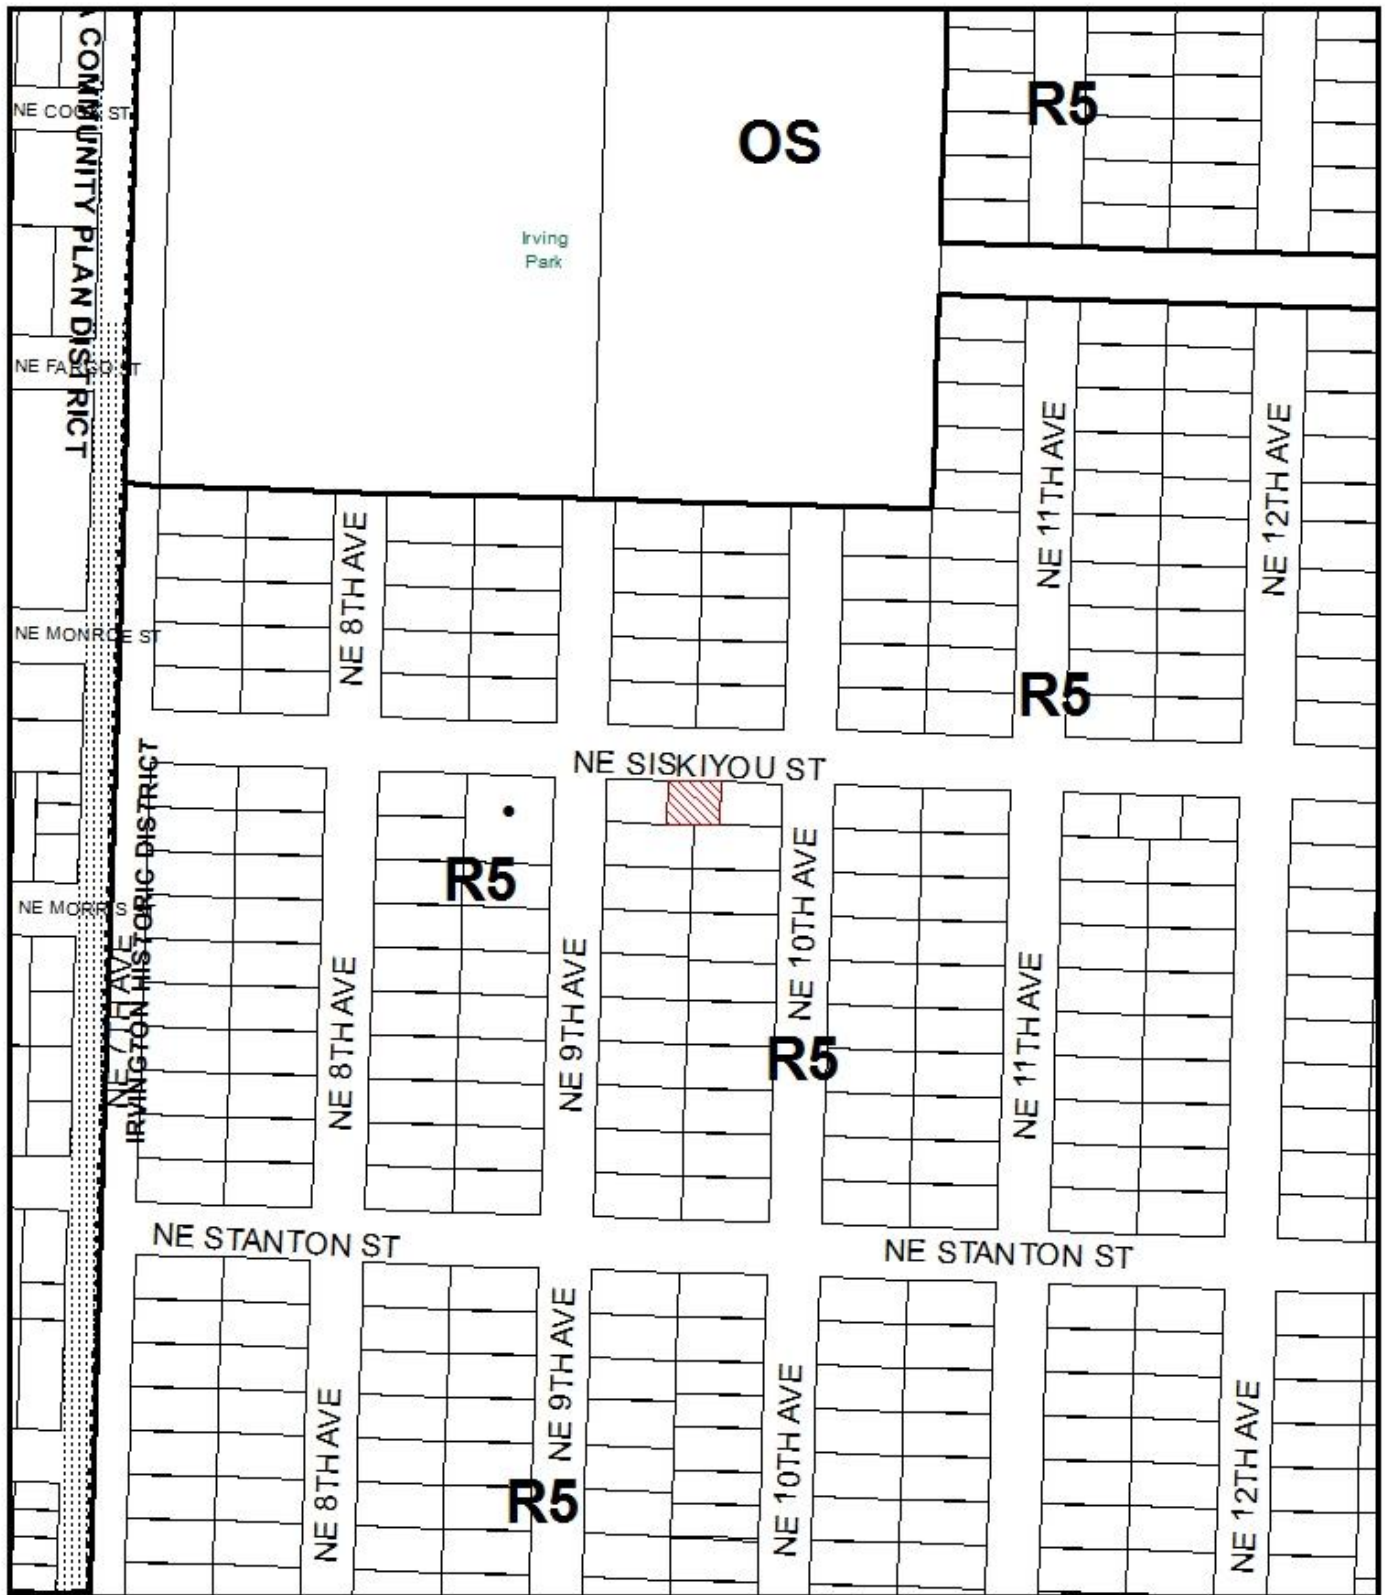 A COMMUNITY PLAN DISTRICT
NE COOK ST
OS
R5
Irving
Park
NE FARGO ST
NE 8TH AVE
NE 11TH AVE
NE 12TH AVE
NE MONROE ST
R5
NE SISKIYOU ST
IRVINGTON HISTORIC DISTRICT
R5
NE MORRIS ST
NE 7TH AVE
NE 8TH AVE
NE 9TH AVE
NE 10TH AVE
NE 11TH AVE
R5
NE STANTON ST
NE STANTON ST
NE 8TH AVE
NE 9TH AVE
NE 10TH AVE
NE 12TH AVE
R5